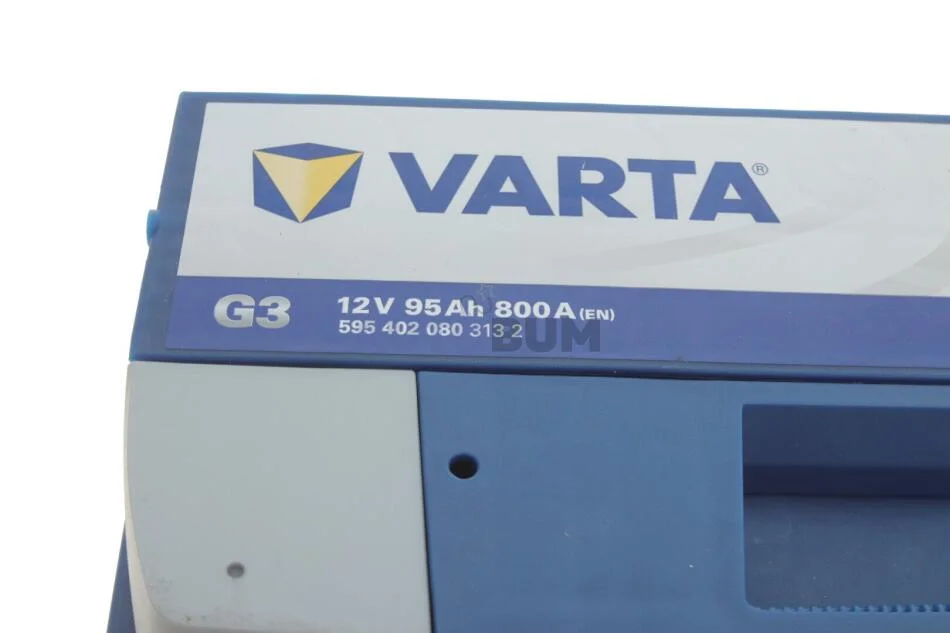 VARTA®
G3
12V 95Ah 800A (EN)
595 402 080 313 2
BUM